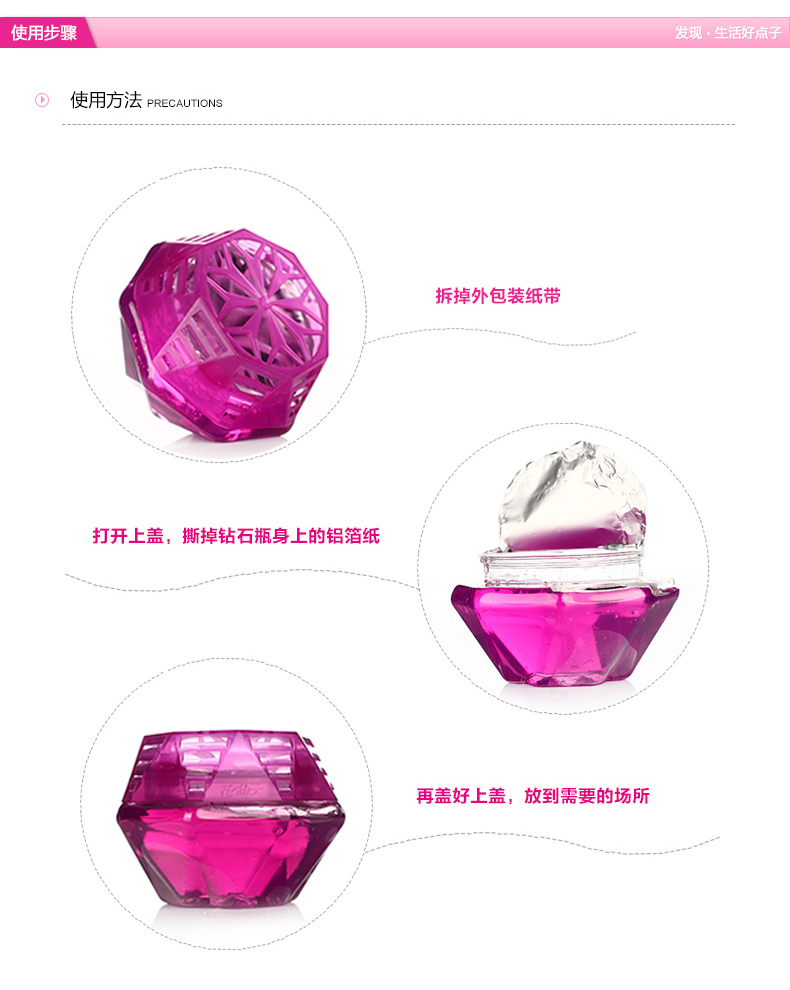 使用步骤
发现·生活好点子
使用方法 PRECAUTIONS
拆掉外包装纸带
打开上盖，撕掉钻石瓶身上的铝箔纸
再盖好上盖，放到需要的场所